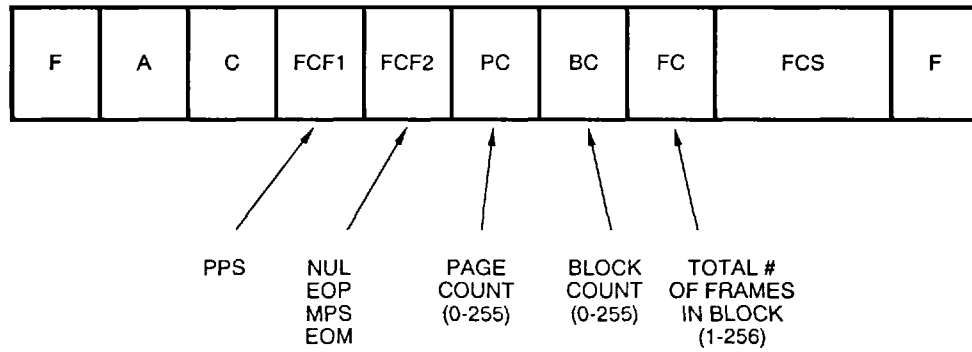 F A C FCF1 FCF2 PC BC FC FCS F
PPS
NUL
EOP
MPS
EOM
PAGE
COUNT
(0-255)
BLOCK
COUNT
(0-255)
TOTAL #
OF FRAMES
IN BLOCK
(1-256)